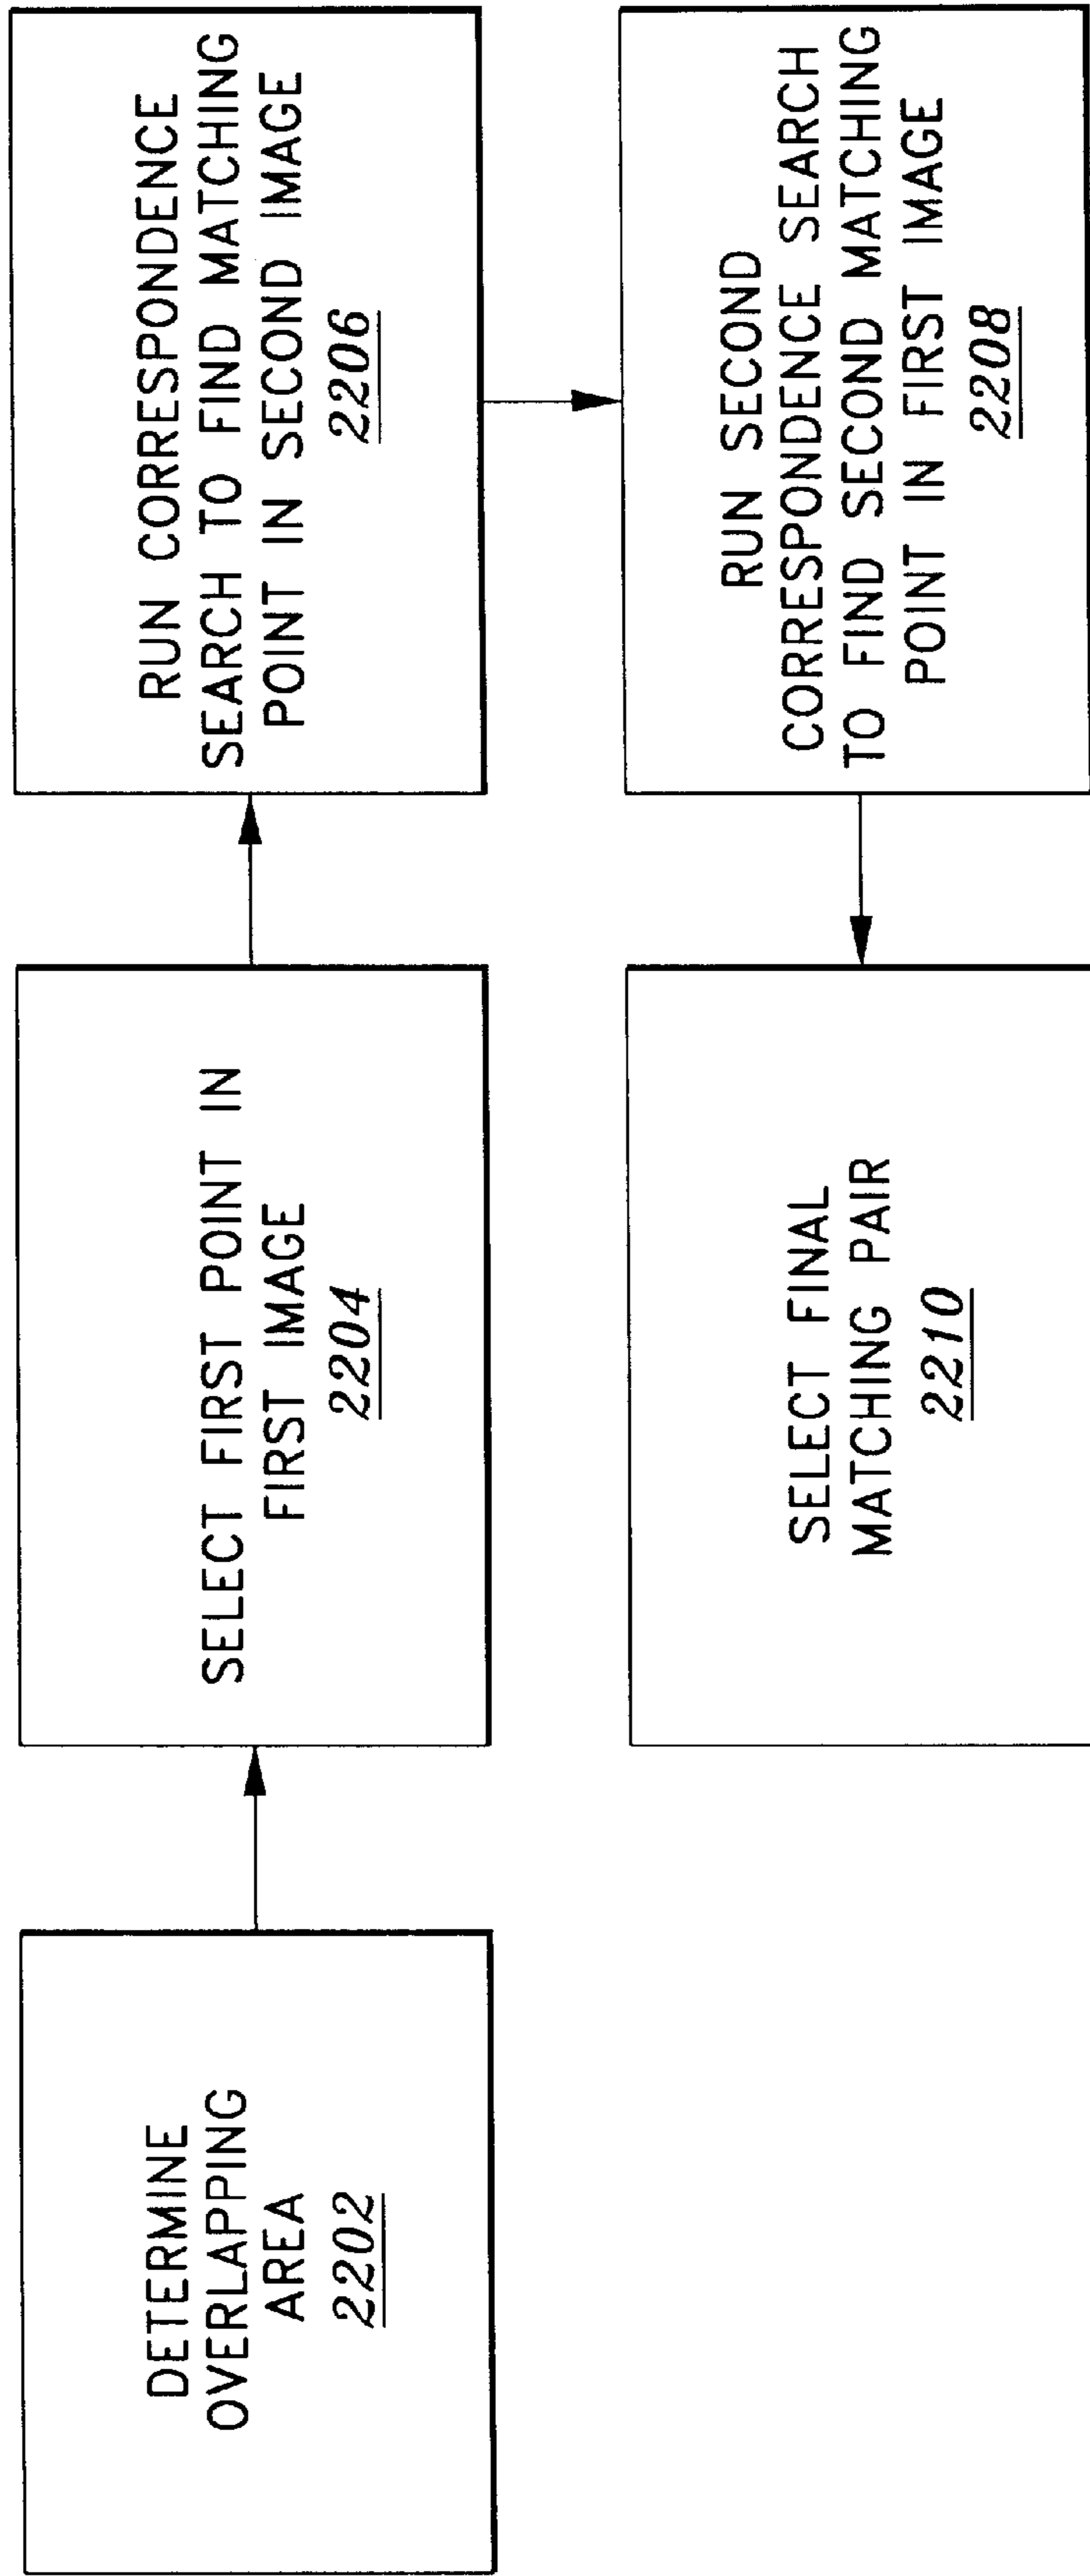 DETERMINE
OVERLAPPING
AREA
2202
SELECT FIRST POINT IN
FIRST IMAGE
2204
RUN CORRESPONDENCE
SEARCH TO FIND MATCHING
POINT IN SECOND IMAGE
2206
RUN SECOND
CORRESPONDENCE SEARCH
TO FIND SECOND MATCHING
POINT IN FIRST IMAGE
2208
SELECT FINAL
MATCHING PAIR
2210